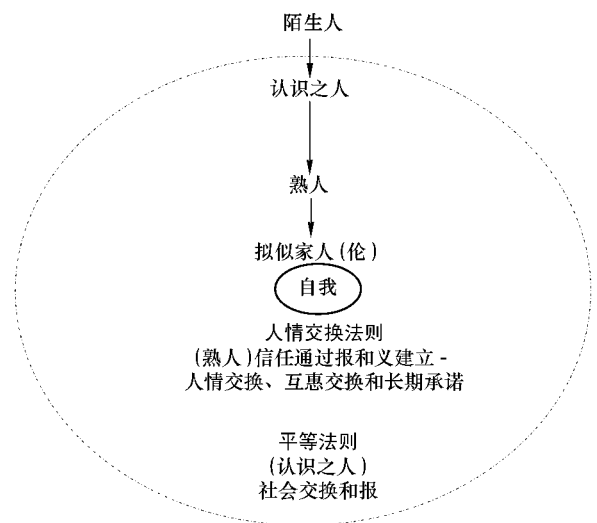 陌生人
认识之人
熟人
拟似家人(伦)
自我
人情交换法则
(熟人)信任通过报和义建立-
人情交换、互惠交换和长期承诺
平等法则
(认识之人)
社会交换和报